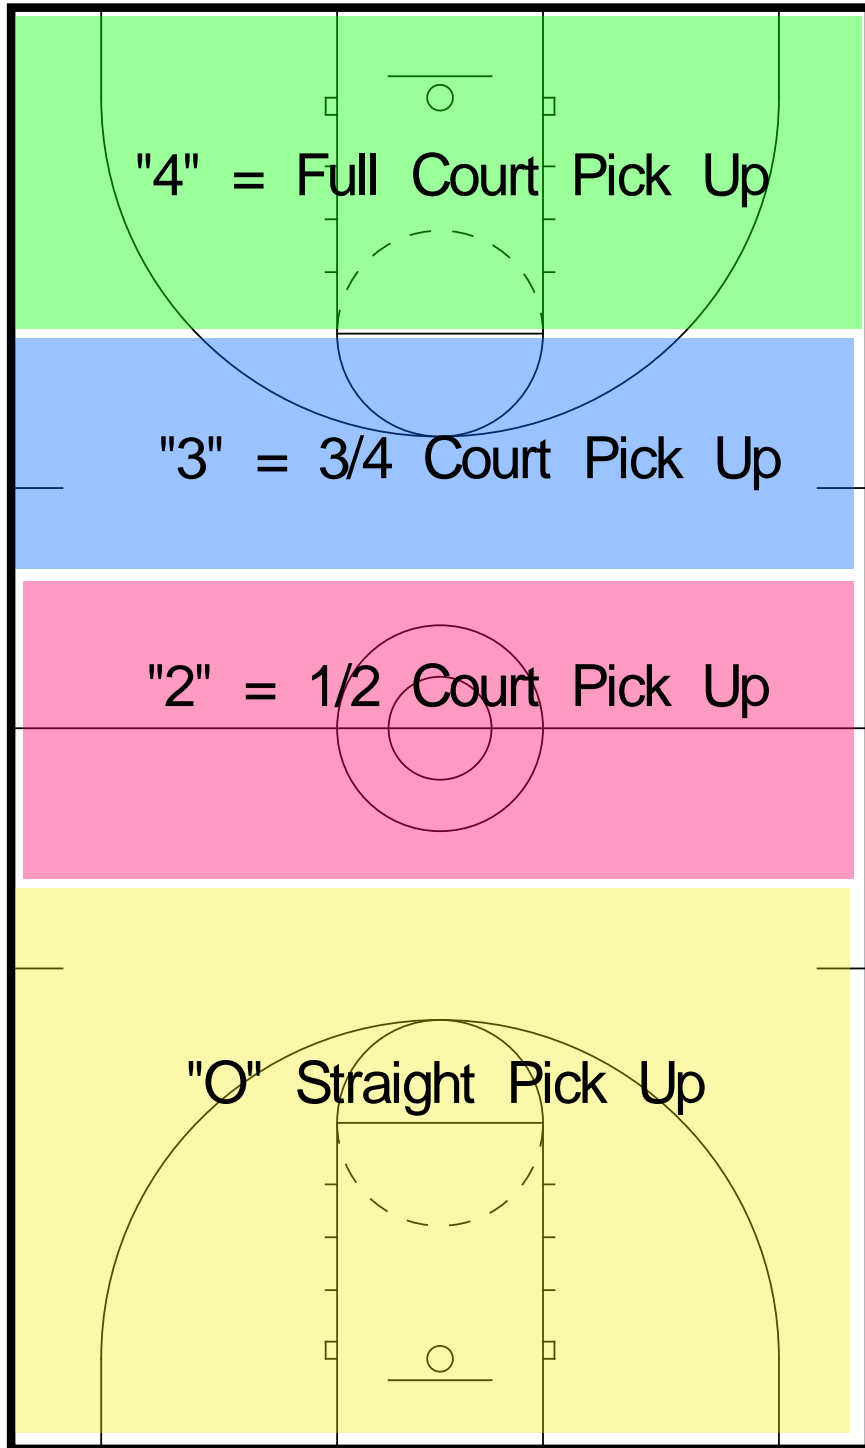 "4" = Full Court Pick Up
"3" = 3/4 Court Pick Up
"2" = 1/2 Court Pick Up
"O" Straight Pick Up